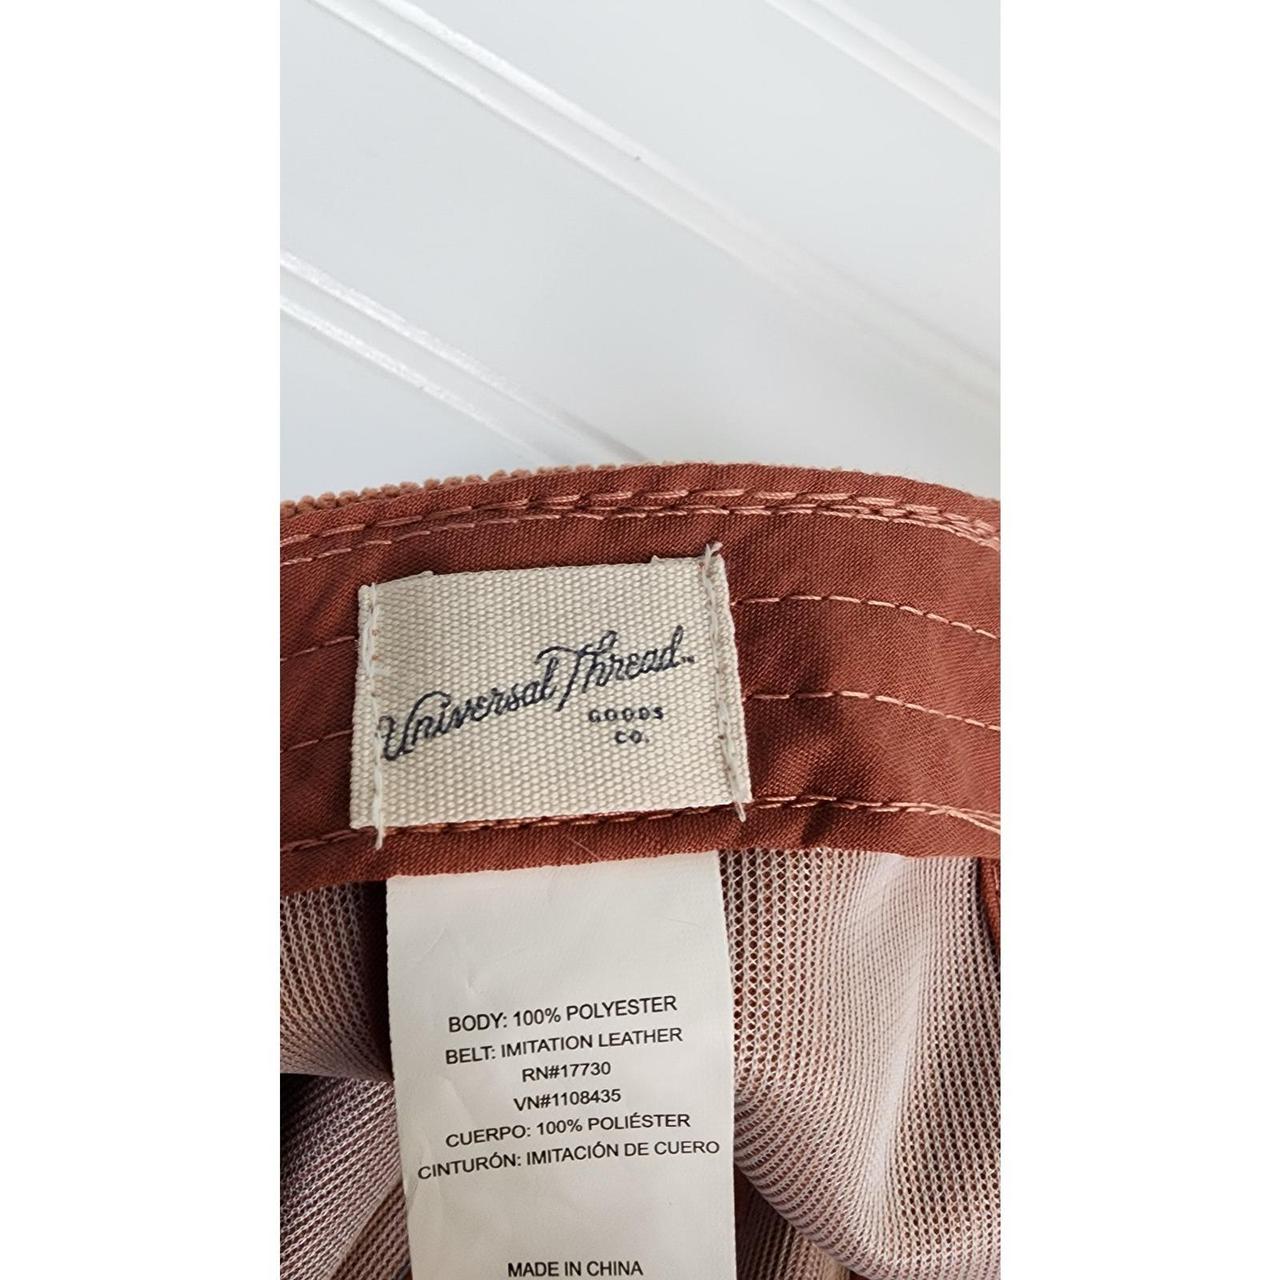 Universal Thread™
GOODS
CO.
BODY: 100% POLYESTER
BELT: IMITATION LEATHER
RN#17730
VN#1108435
CUERPO: 100% POLIÉSTER
CINTURÓN: IMITACIÓN DE CUERO
MADE IN CHINA